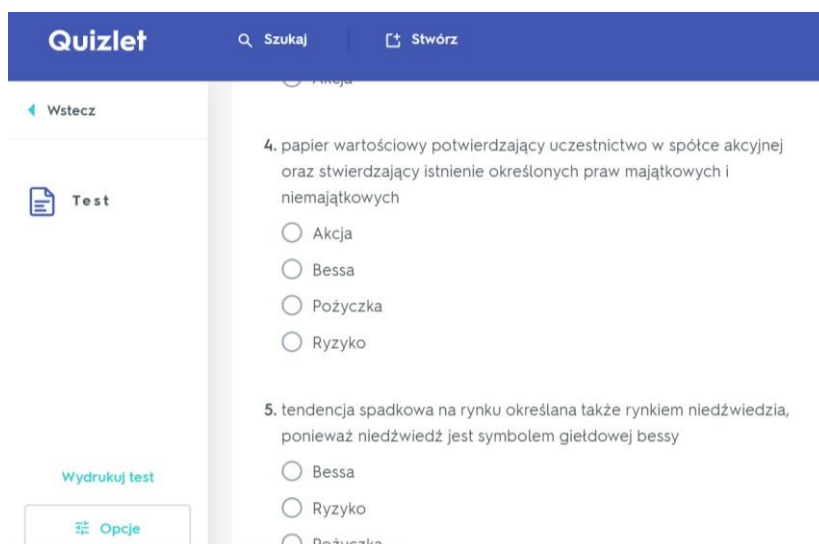 Quizlet
Szukaj
Stwórz
Wstecz
Test
Akcja
4. papier wartościowy potwierdzający uczestnictwo w spółce akcyjnej
oraz stwierdzający istnienie określonych praw majątkowych i
niemajątkowych
Akcja
Bessa
Pożyczka
Ryzyko
5. tendencja spadkowa na rynku określana także rynkiem niedźwiedzia,
ponieważ niedźwiedź jest symbolem giełdowej bessy
Bessa
Ryzyko
Pożyczka
Wydrukuj test
Opcje